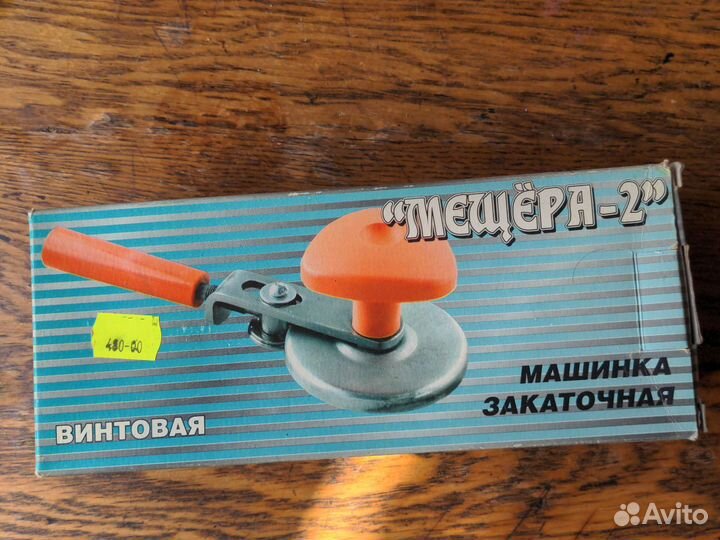 "МЕЩЁРА-2"
480-00
МАШИНКА
ЗАКАТОЧНАЯ
ВИНТОВАЯ
Avito